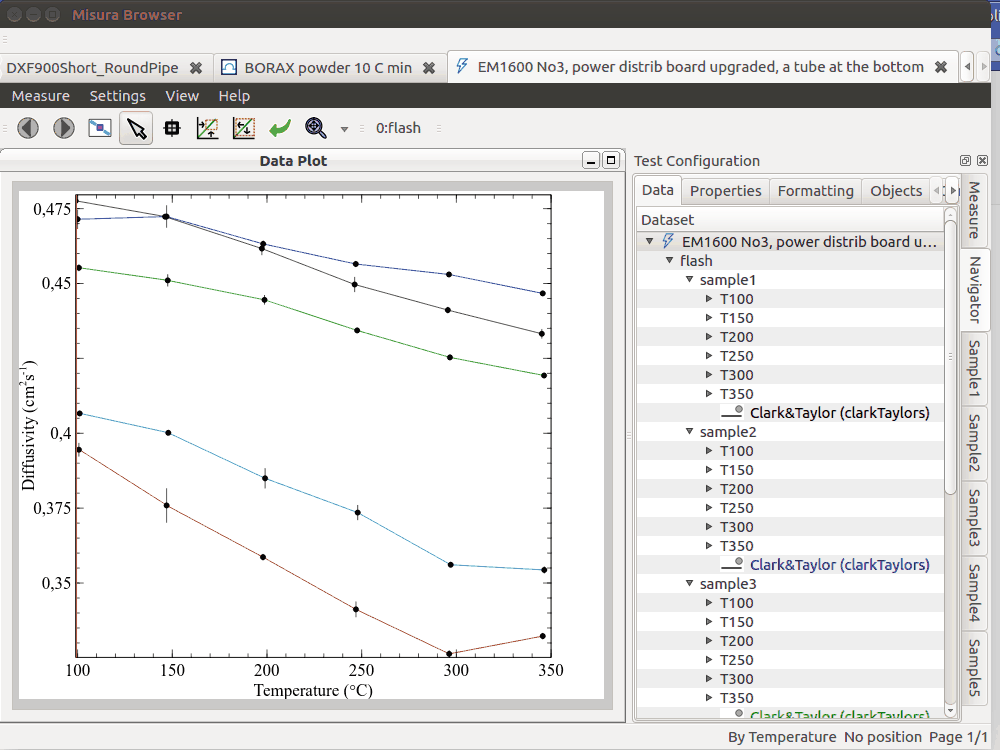 Misura Browser
DXF900Short_RoundPipe
BORAX powder 10 C min
EM1600 No3, power distrib board upgraded, a tube at the bottom
Measure Settings View Help
0:flash
Data Plot
0,475
0,45
0,4
0,375
0,35
Diffusivity (cm²s⁻¹)
100 150 200 250 300 350
Temperature (°C)
Test Configuration
Data Properties Formatting Objects
Dataset
EM1600 No3, power distrib board u...
flash
sample1
T100
T150
T200
T250
T300
T350
Clark&Taylor (clarkTaylors)
sample2
T100
T150
T200
T250
T300
T350
Clark&Taylor (clarkTaylors)
sample3
T100
T150
T200
T250
T300
T350
Clark&Taylor (clarkTaylors)
Measure
Navigator
Sample1
Sample2
Sample3
Sample4
Sample5
By Temperature No position Page 1/1